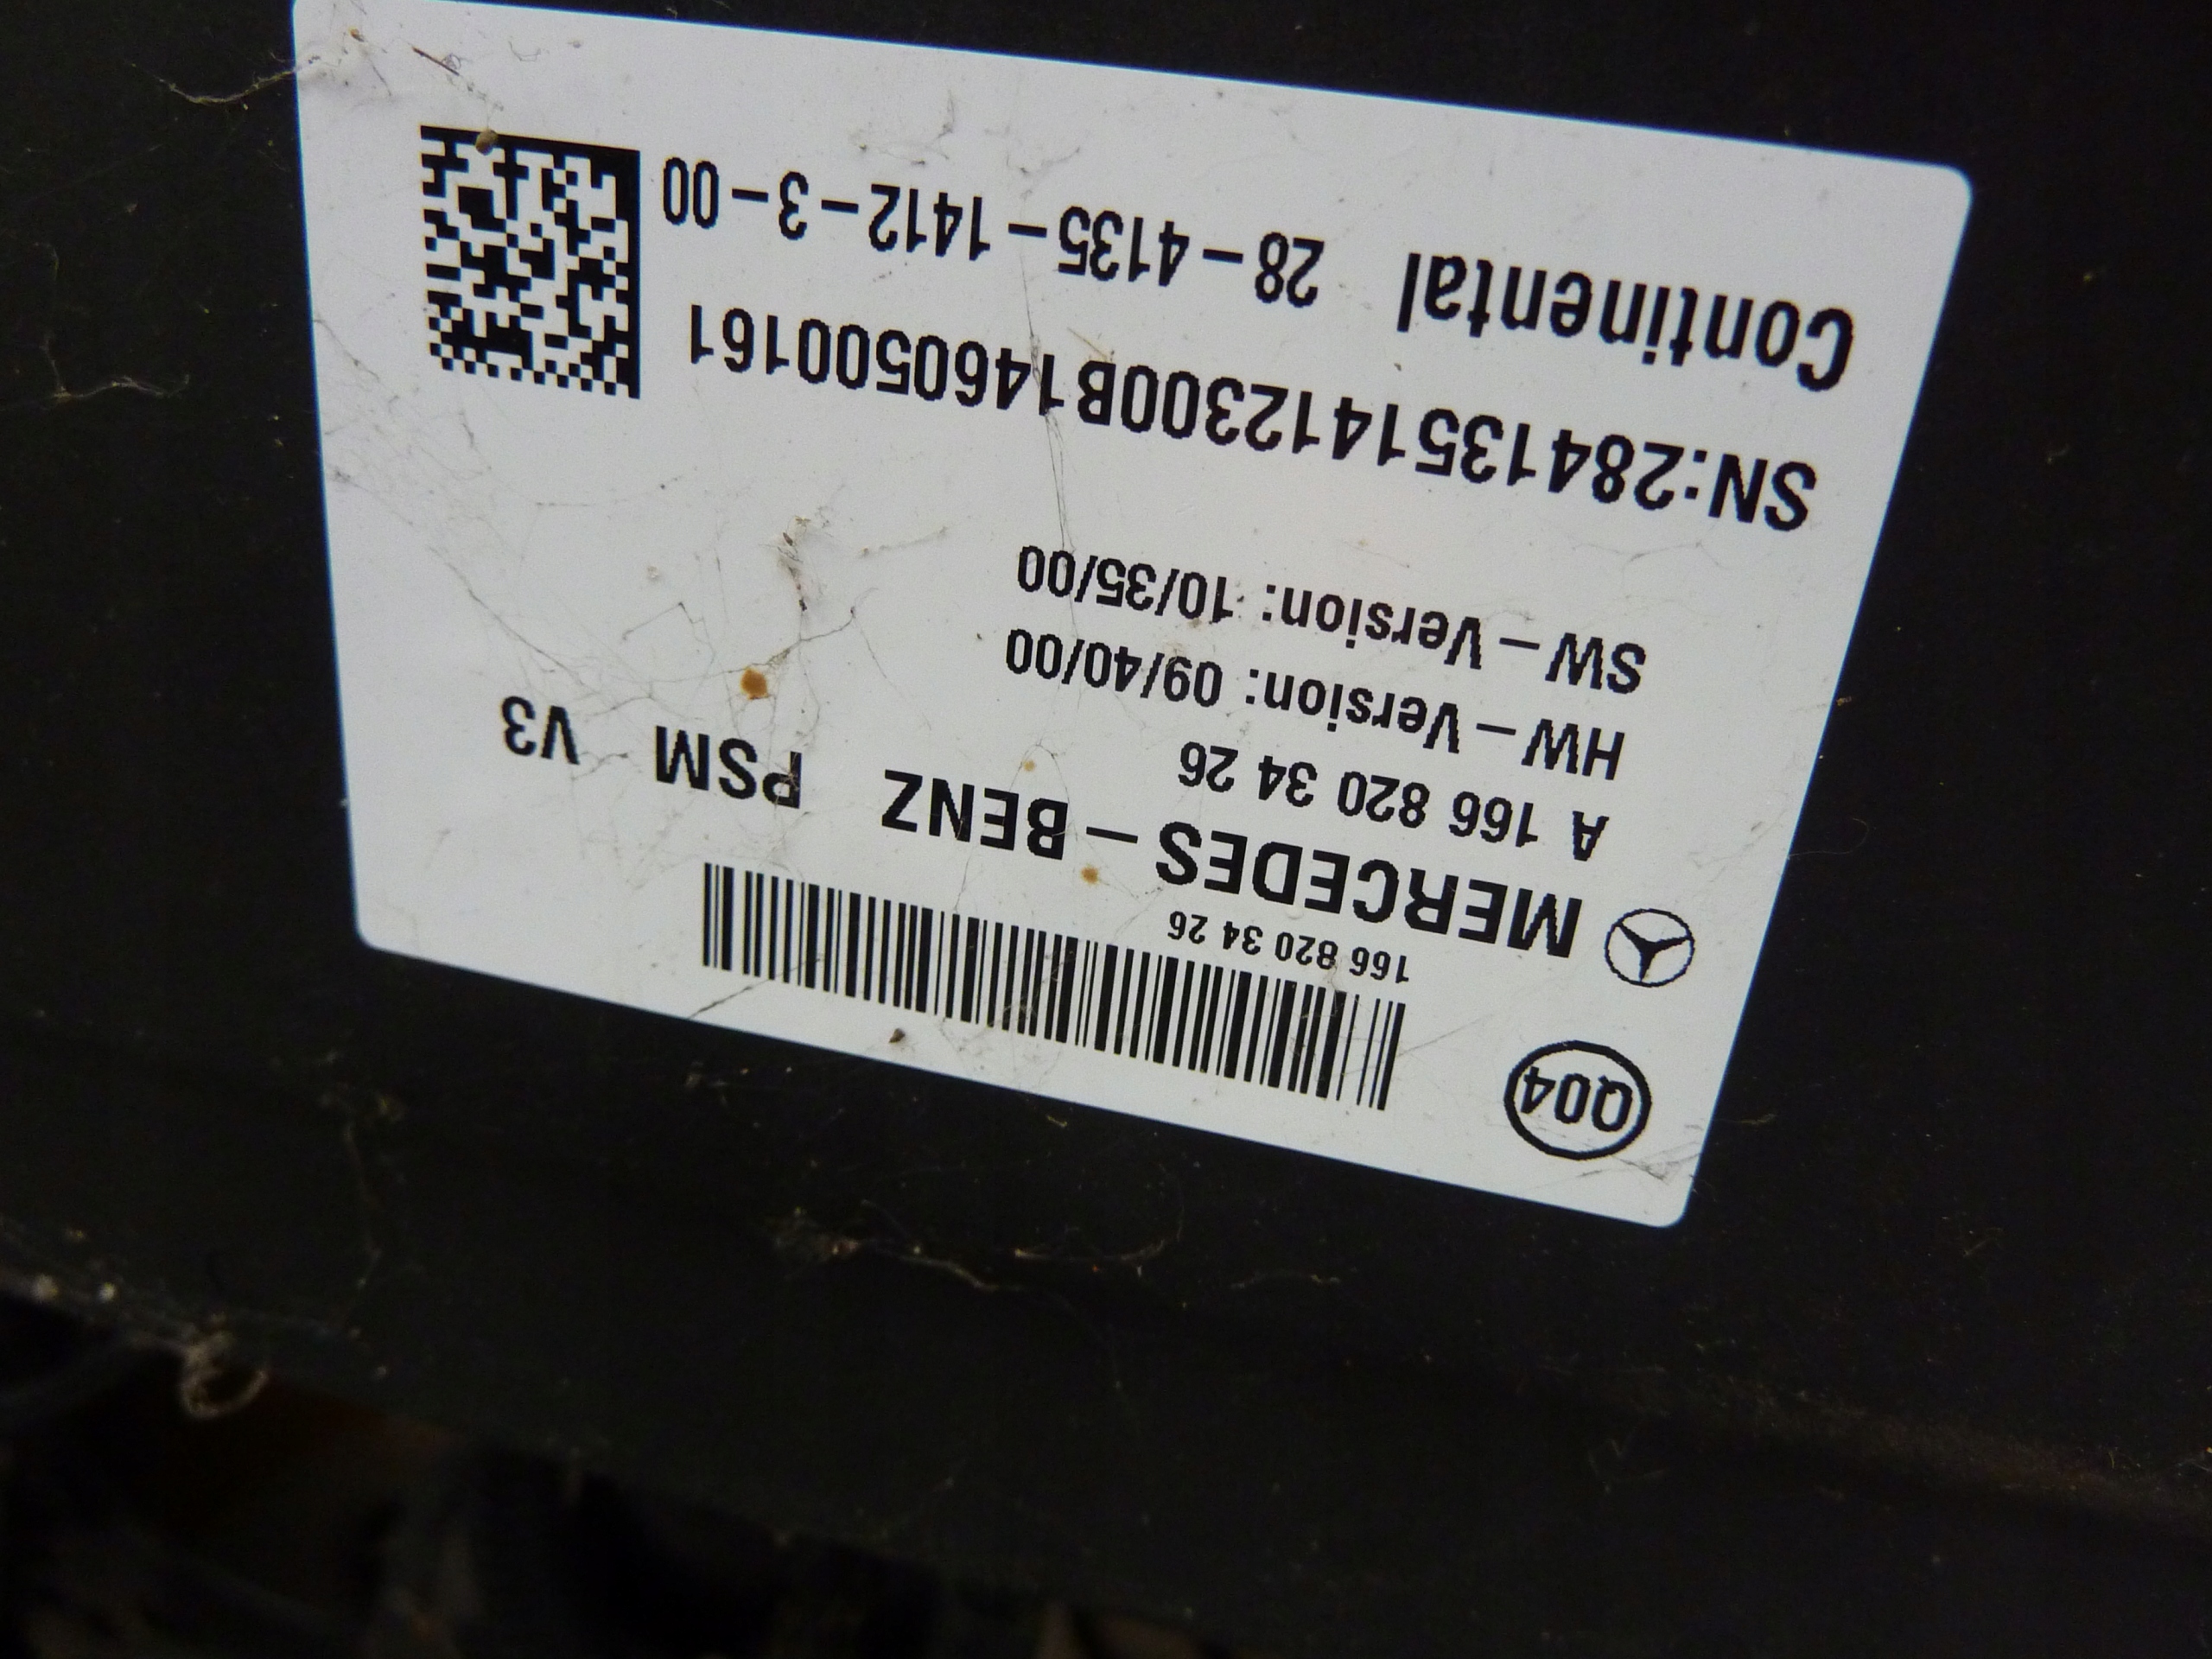 Q04
166 820 34 26
MERCEDES – BENZ PSM V3
A 166 820 34 26
HW – Version: 09/40/00
SW – Version: 10/35/00
SN:2841351412300B1460500161
Continental 28 – 4135 – 1412 – 3 – 00